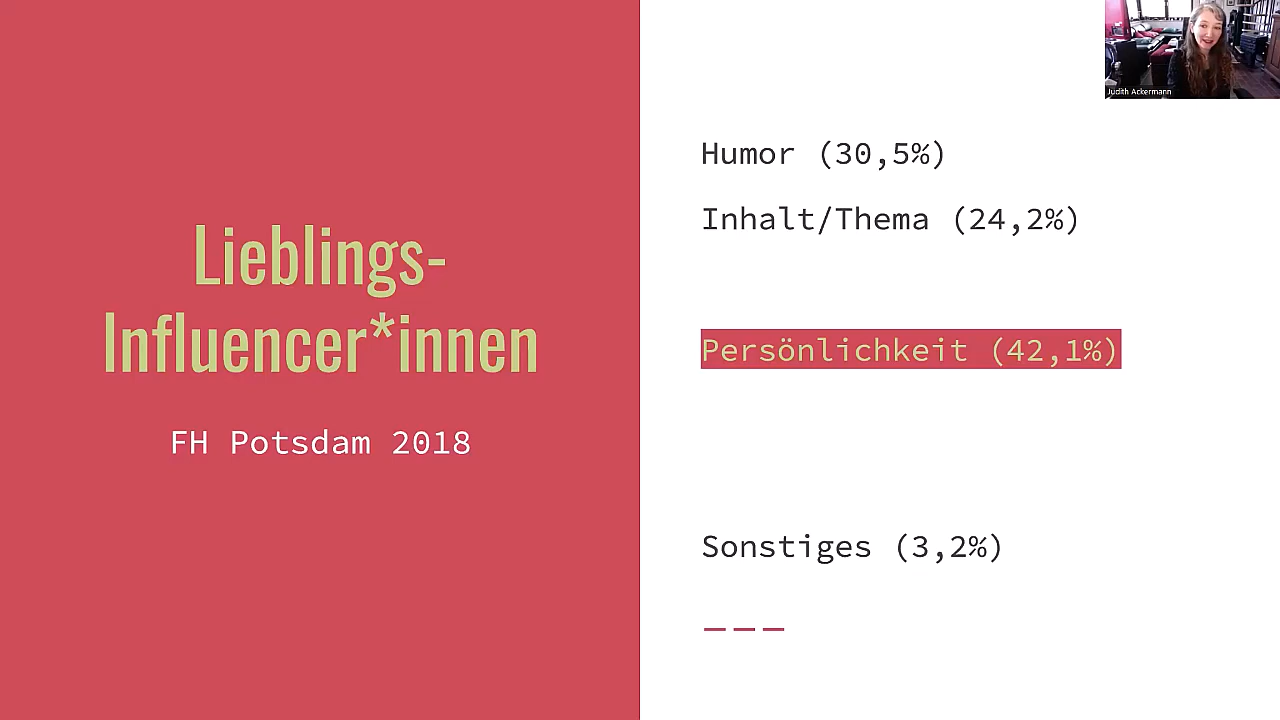 Lieblings-
Influencer*innen
FH Potsdam 2018
Judith Ackermann
Humor (30,5%)
Inhalt/Thema (24,2%)
Persönlichkeit (42,1%)
Sonstiges (3,2%)